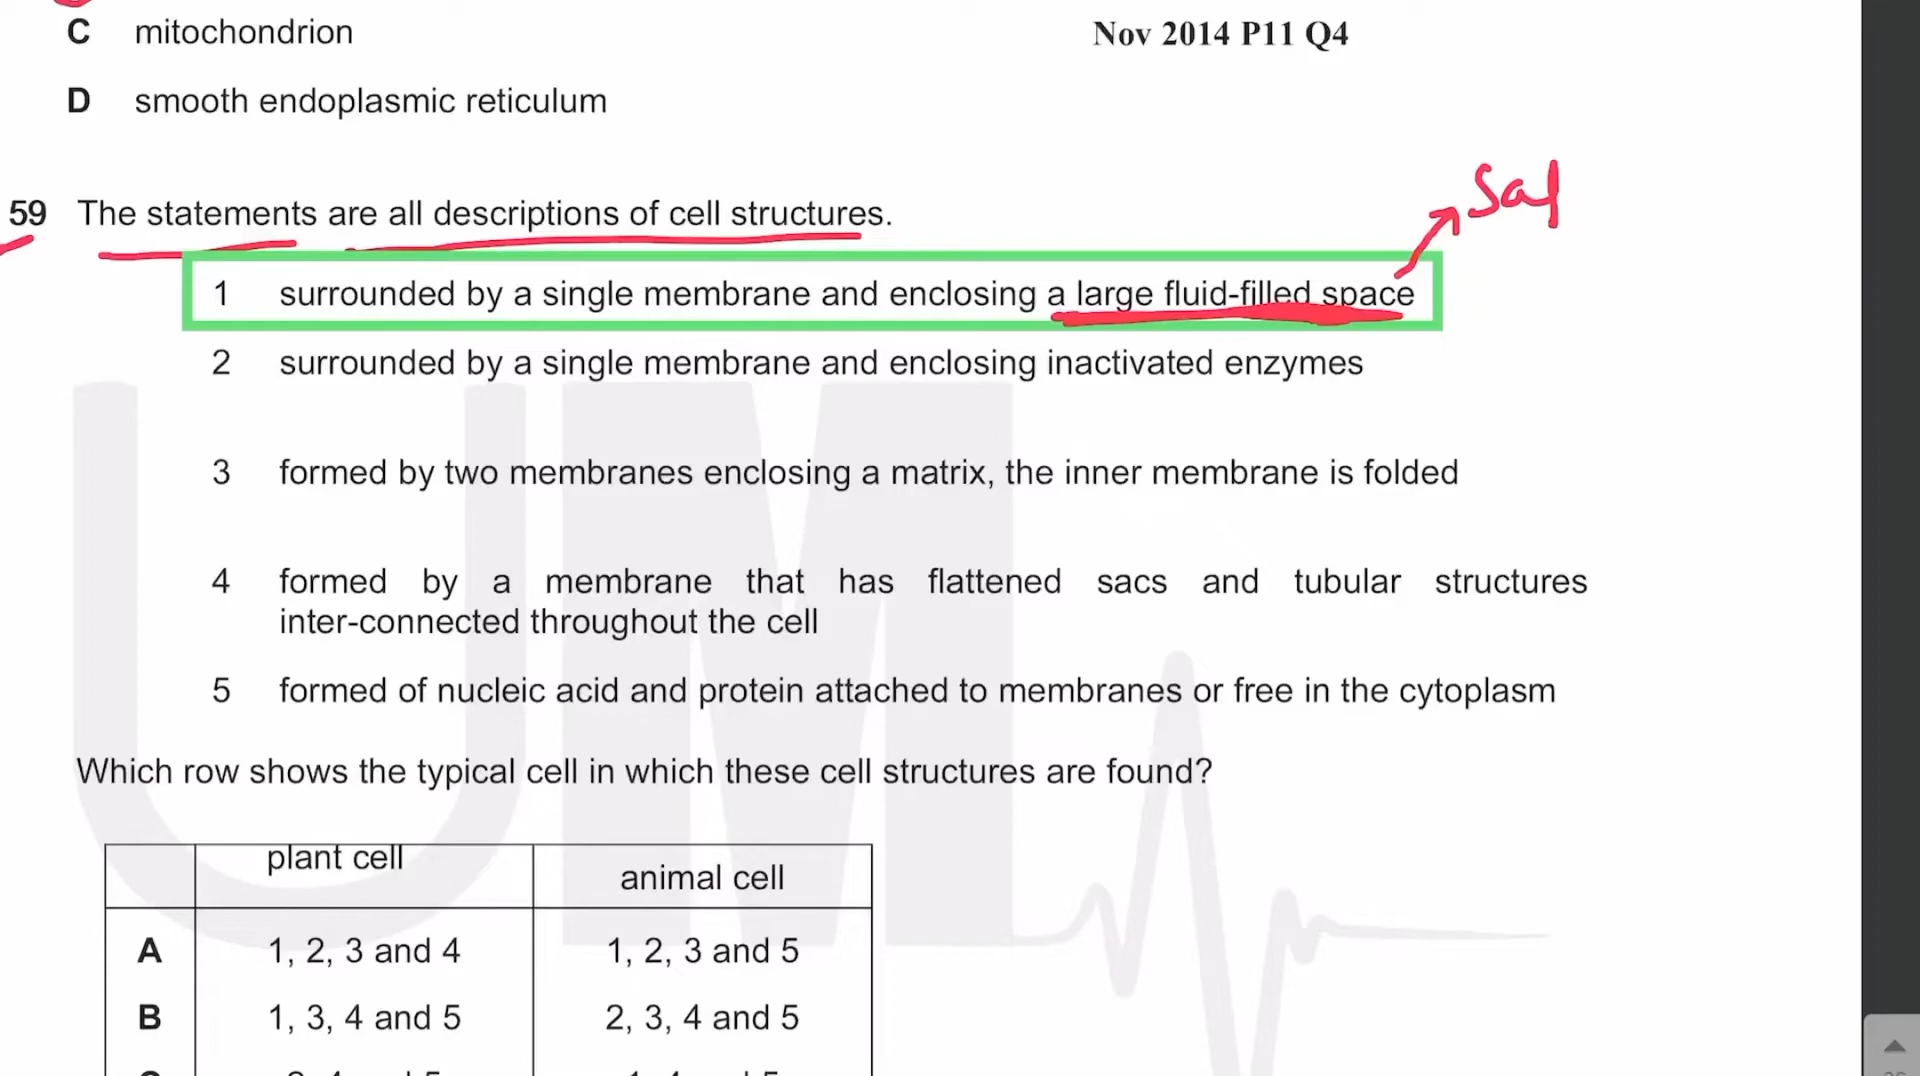 C mitochondrion
Nov 2014 P11 Q4
D smooth endoplasmic reticulum
Sap
59 The statements are all descriptions of cell structures.
1 surrounded by a single membrane and enclosing a large fluid-filled space
2 surrounded by a single membrane and enclosing inactivated enzymes
3 formed by two membranes enclosing a matrix, the inner membrane is folded
4 formed by a membrane that has flattened sacs and tubular structures
inter-connected throughout the cell
5 formed of nucleic acid and protein attached to membranes or free in the cytoplasm
Which row shows the typical cell in which these cell structures are found?
plant cell animal cell
A 1, 2, 3 and 4 1, 2, 3 and 5
B 1, 3, 4 and 5 2, 3, 4 and 5